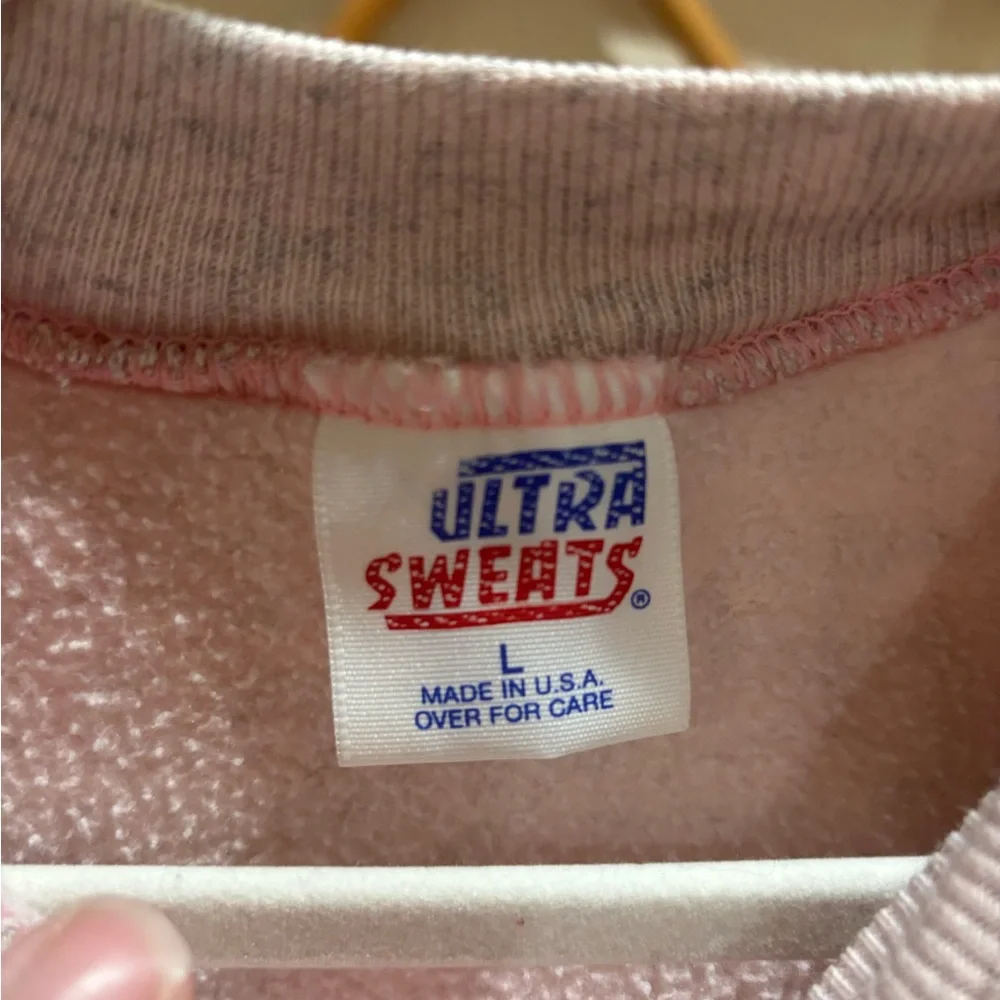 ULTRA
SWEATS®
L
MADE IN U.S.A.
OVER FOR CARE